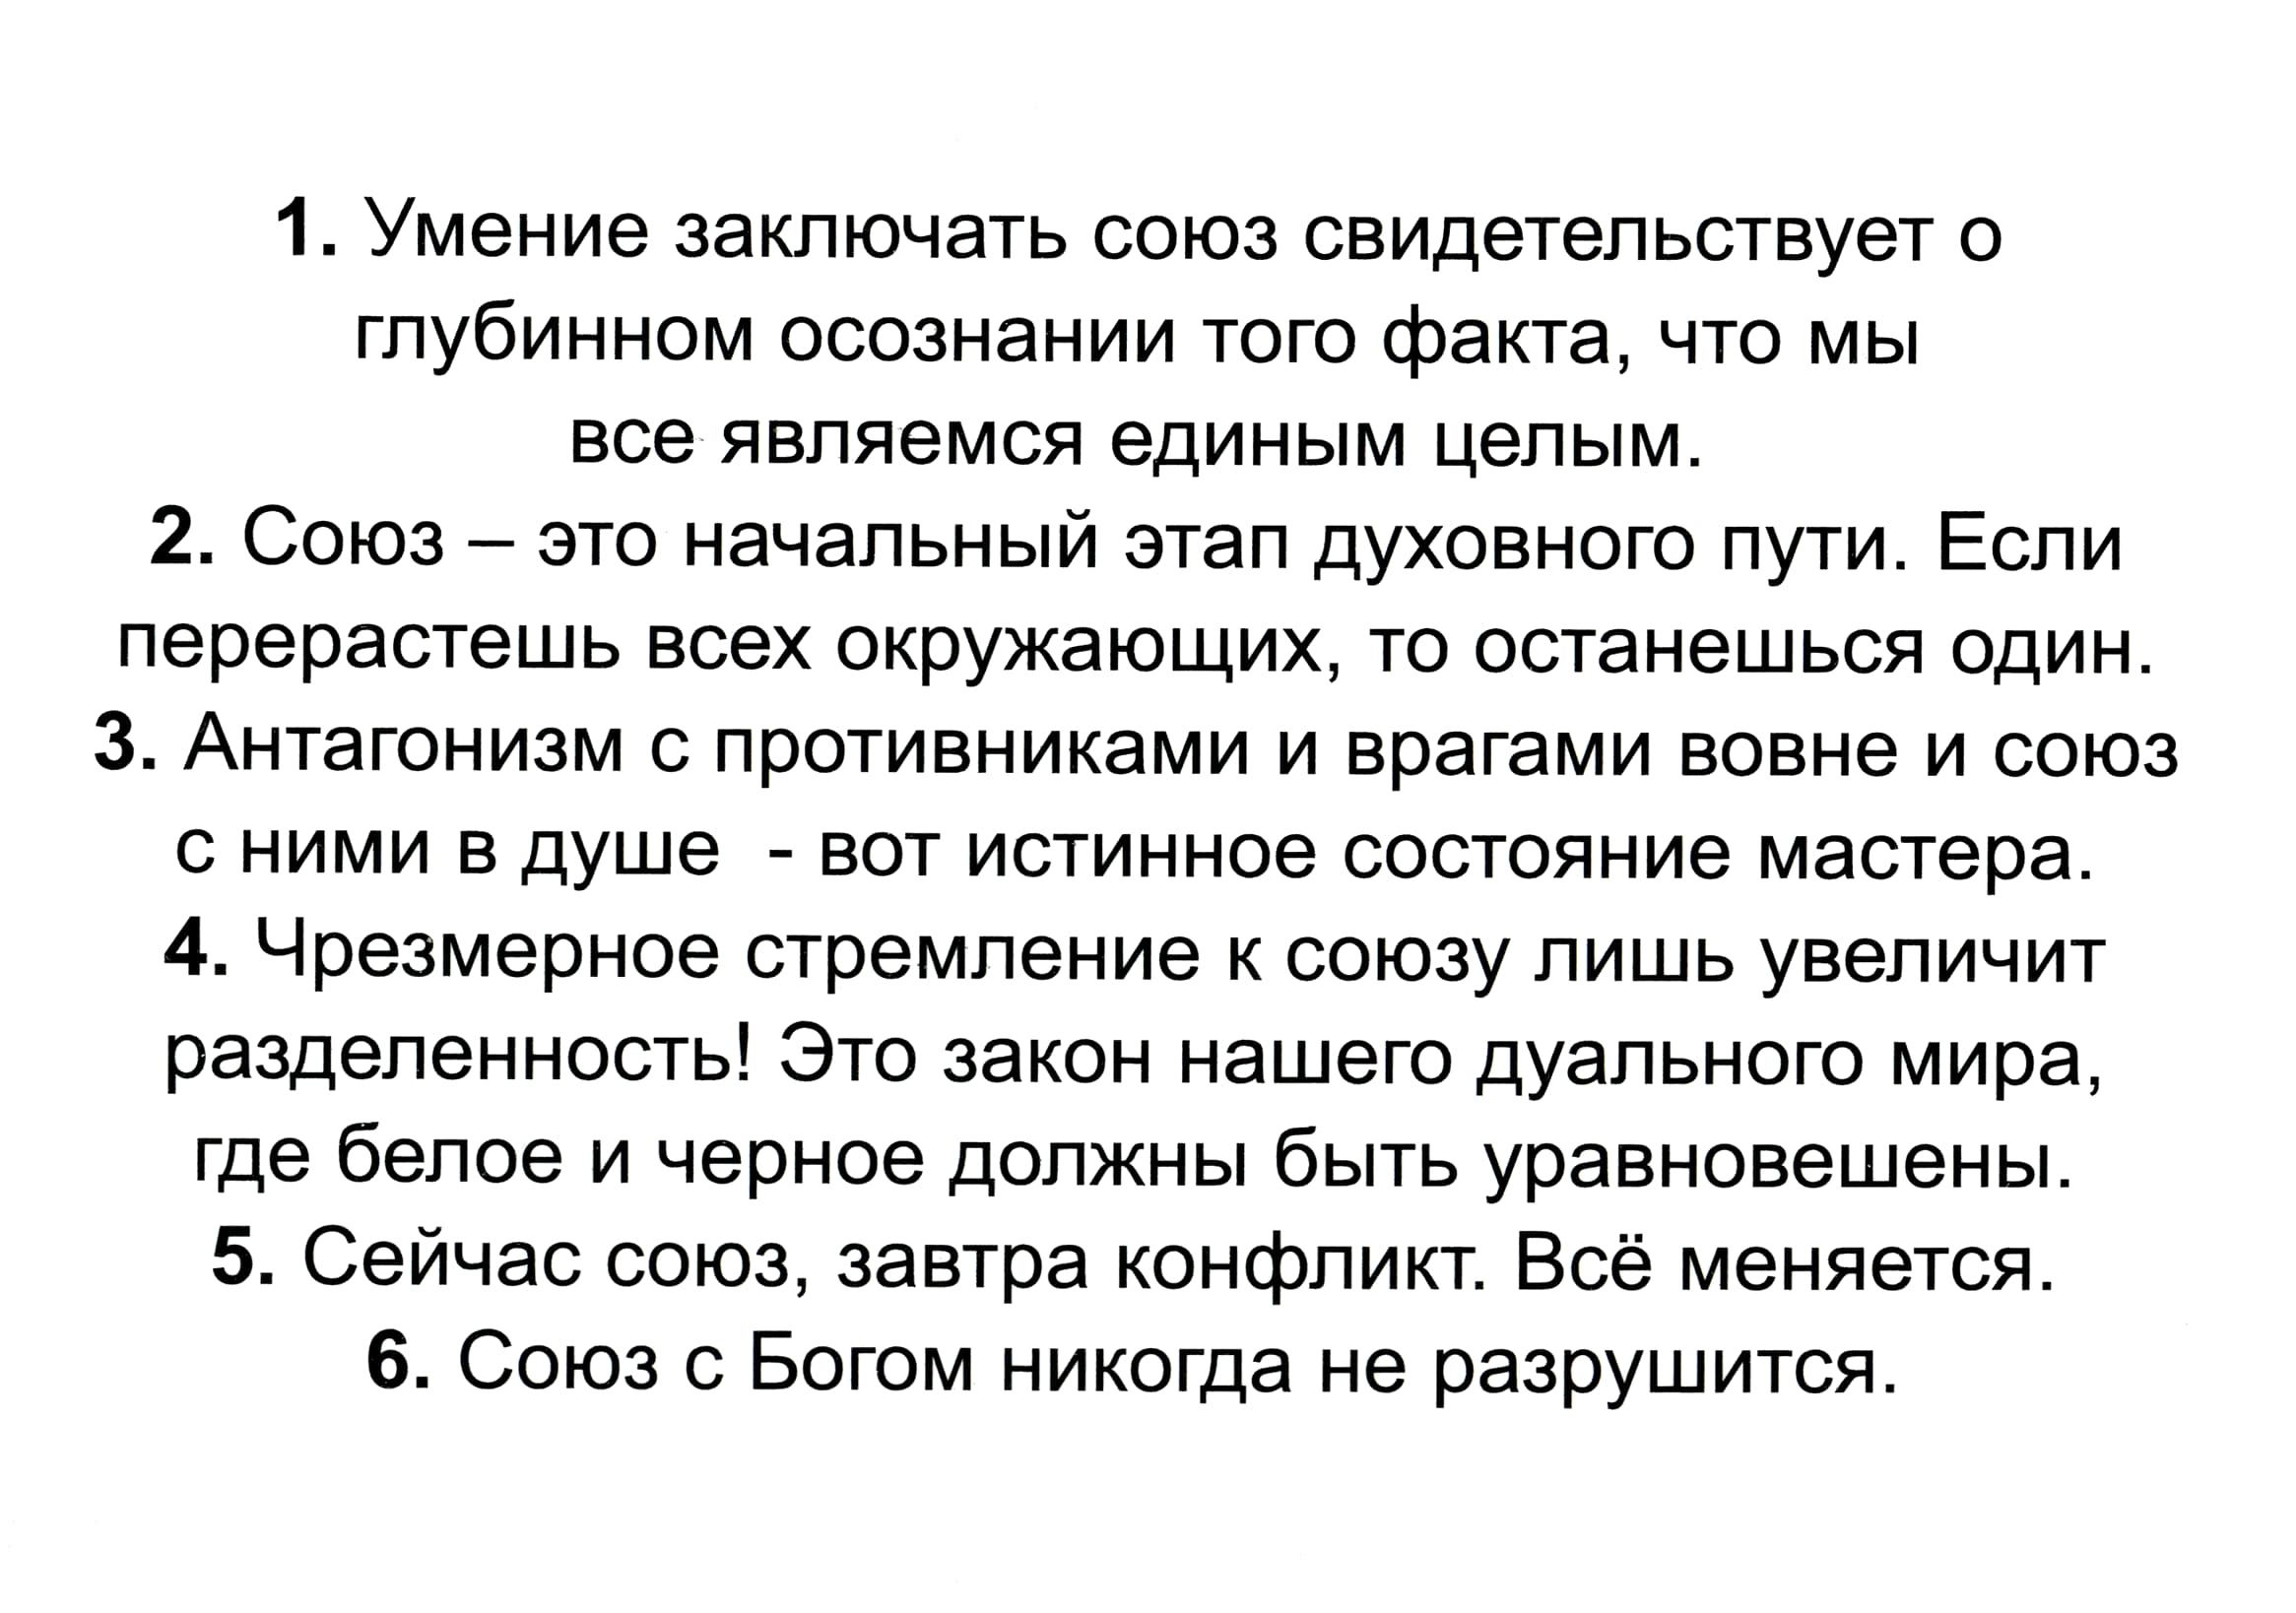 1. Умение заключать союз свидетельствует о
глубинном осознании того факта, что мы
все являемся единым целым.
2. Союз – это начальный этап духовного пути. Если
перерастешь всех окружающих, то останешься один.
3. Антагонизм с противниками и врагами вовне и союз
с ними в душе  - вот истинное состояние мастера.
4. Чрезмерное стремление к союзу лишь увеличит
разделенность! Это закон нашего дуального мира,
где белое и черное должны быть уравновешены.
5. Сейчас союз, завтра конфликт. Всё меняется.
6. Союз с Богом никогда не разрушится.